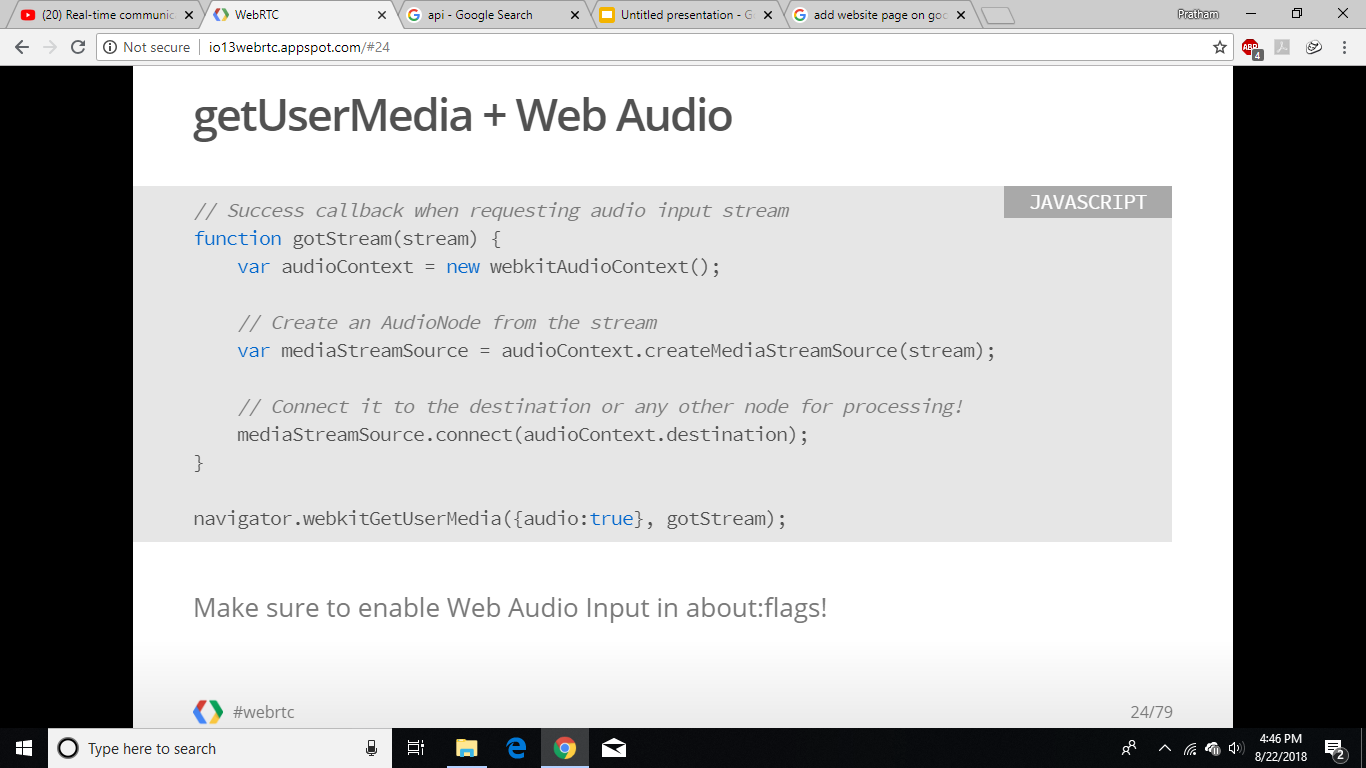 (20) Real-time communic
WebRTC
api - Google Search
Untitled presentation - G
add website page on goo
Pratham
Not secure
io13webrtc.appspot.com/#24
ABP
4
getUserMedia + Web Audio
JAVASCRIPT
// Success callback when requesting audio input stream
function gotStream(stream) {
var audioContext = new webkitAudioContext();
// Create an AudioNode from the stream
var mediaStreamSource = audioContext.createMediaStreamSource(stream);
// Connect it to the destination or any other node for processing!
mediaStreamSource.connect(audioContext.destination);
}
navigator.webkitGetUserMedia({audio:true}, gotStream);
Make sure to enable Web Audio Input in about:flags!
#webrtc
24/79
Type here to search
4:46 PM
8/22/2018
2